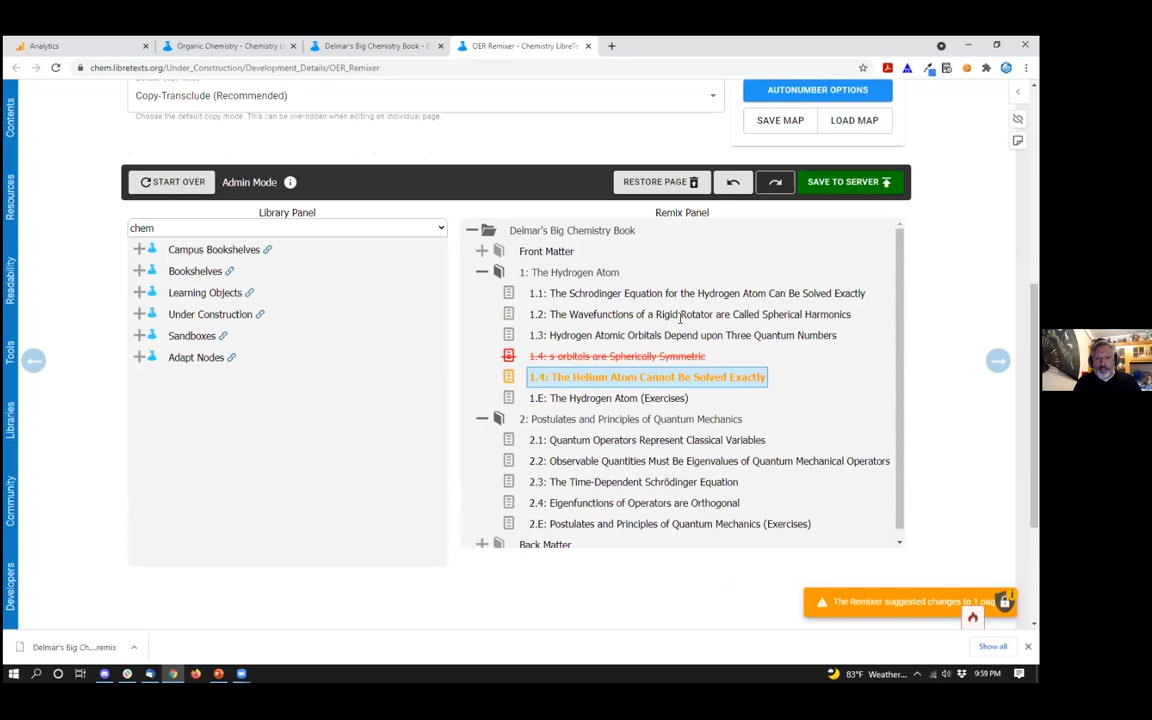 Analytics
Organic Chemistry - Chemistry Li
Delmar's Big Chemistry Book - C
OER Remixer - Chemistry LibreTe
chem.libretexts.org/Under_Construction/Development_Details/OER_Remixer
Contents
Resources
Readability
Tools
Libraries
Community
Developers
Copy-Transclude (Recommended)
Choose the default copy mode. This can be overridden when editing an individual page.
AUTONUMBER OPTIONS
SAVE MAP
LOAD MAP
START OVER
Admin Mode
RESTORE PAGE
SAVE TO SERVER
Library Panel
Remix Panel
chem
Campus Bookshelves
Bookshelves
Learning Objects
Under Construction
Sandboxes
Adapt Nodes
Delmar's Big Chemistry Book
Front Matter
1: The Hydrogen Atom
1.1: The Schrodinger Equation for the Hydrogen Atom Can Be Solved Exactly
1.2: The Wavefunctions of a Rigid Rotator are Called Spherical Harmonics
1.3: Hydrogen Atomic Orbitals Depend upon Three Quantum Numbers
1.4: s orbitals are Spherically Symmetric
1.4: The Helium Atom Cannot Be Solved Exactly
1.E: The Hydrogen Atom (Exercises)
2: Postulates and Principles of Quantum Mechanics
2.1: Quantum Operators Represent Classical Variables
2.2: Observable Quantities Must Be Eigenvalues of Quantum Mechanical Operators
2.3: The Time-Dependent Schrödinger Equation
2.4: Eigenfunctions of Operators are Orthogonal
2.E: Postulates and Principles of Quantum Mechanics (Exercises)
Back Matter
The Remixer suggested changes to 1 pag
Delmar's Big Ch....remix
Show all
83°F Weather...
9:59 PM